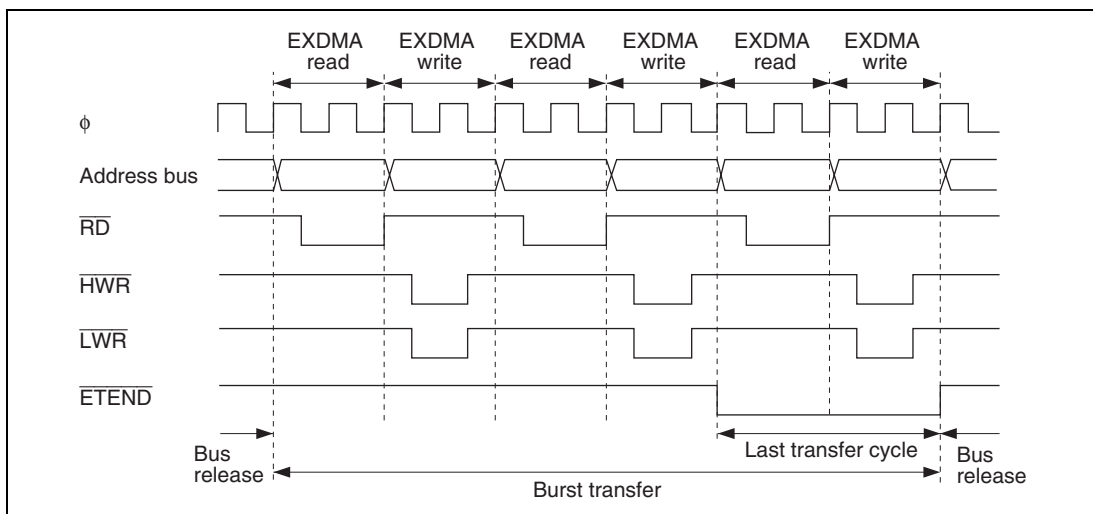 EXDMA read
EXDMA write
EXDMA read
EXDMA write
EXDMA read
EXDMA write
ϕ
Address bus
RD
HWR
LWR
ETEND
Bus release
Last transfer cycle
Bus release
Burst transfer